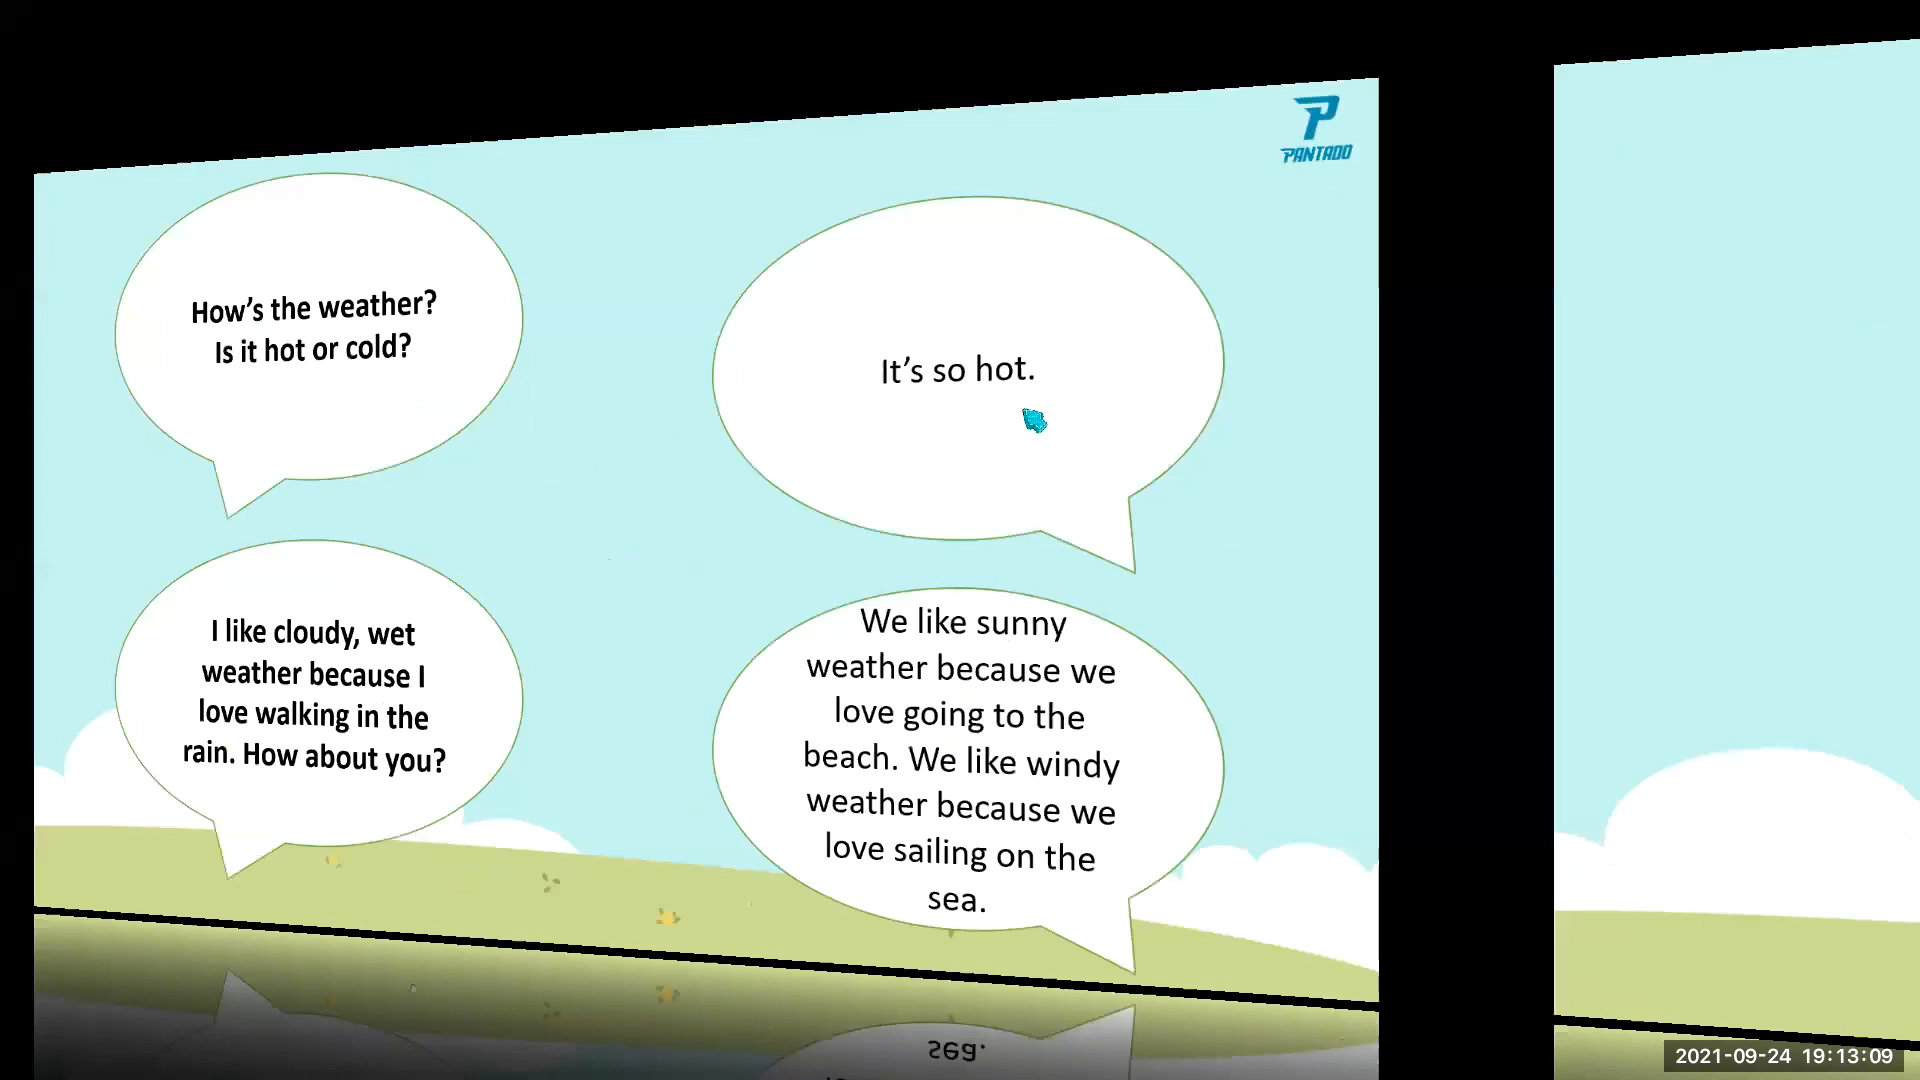 PANTADO
How's the weather?
Is it hot or cold?
It's so hot.
I like cloudy, wet
weather because I
love walking in the
rain. How about you?
We like sunny
weather because we
love going to the
beach. We like windy
weather because we
love sailing on the
sea.
sea.
2021-09-24 19:13:09